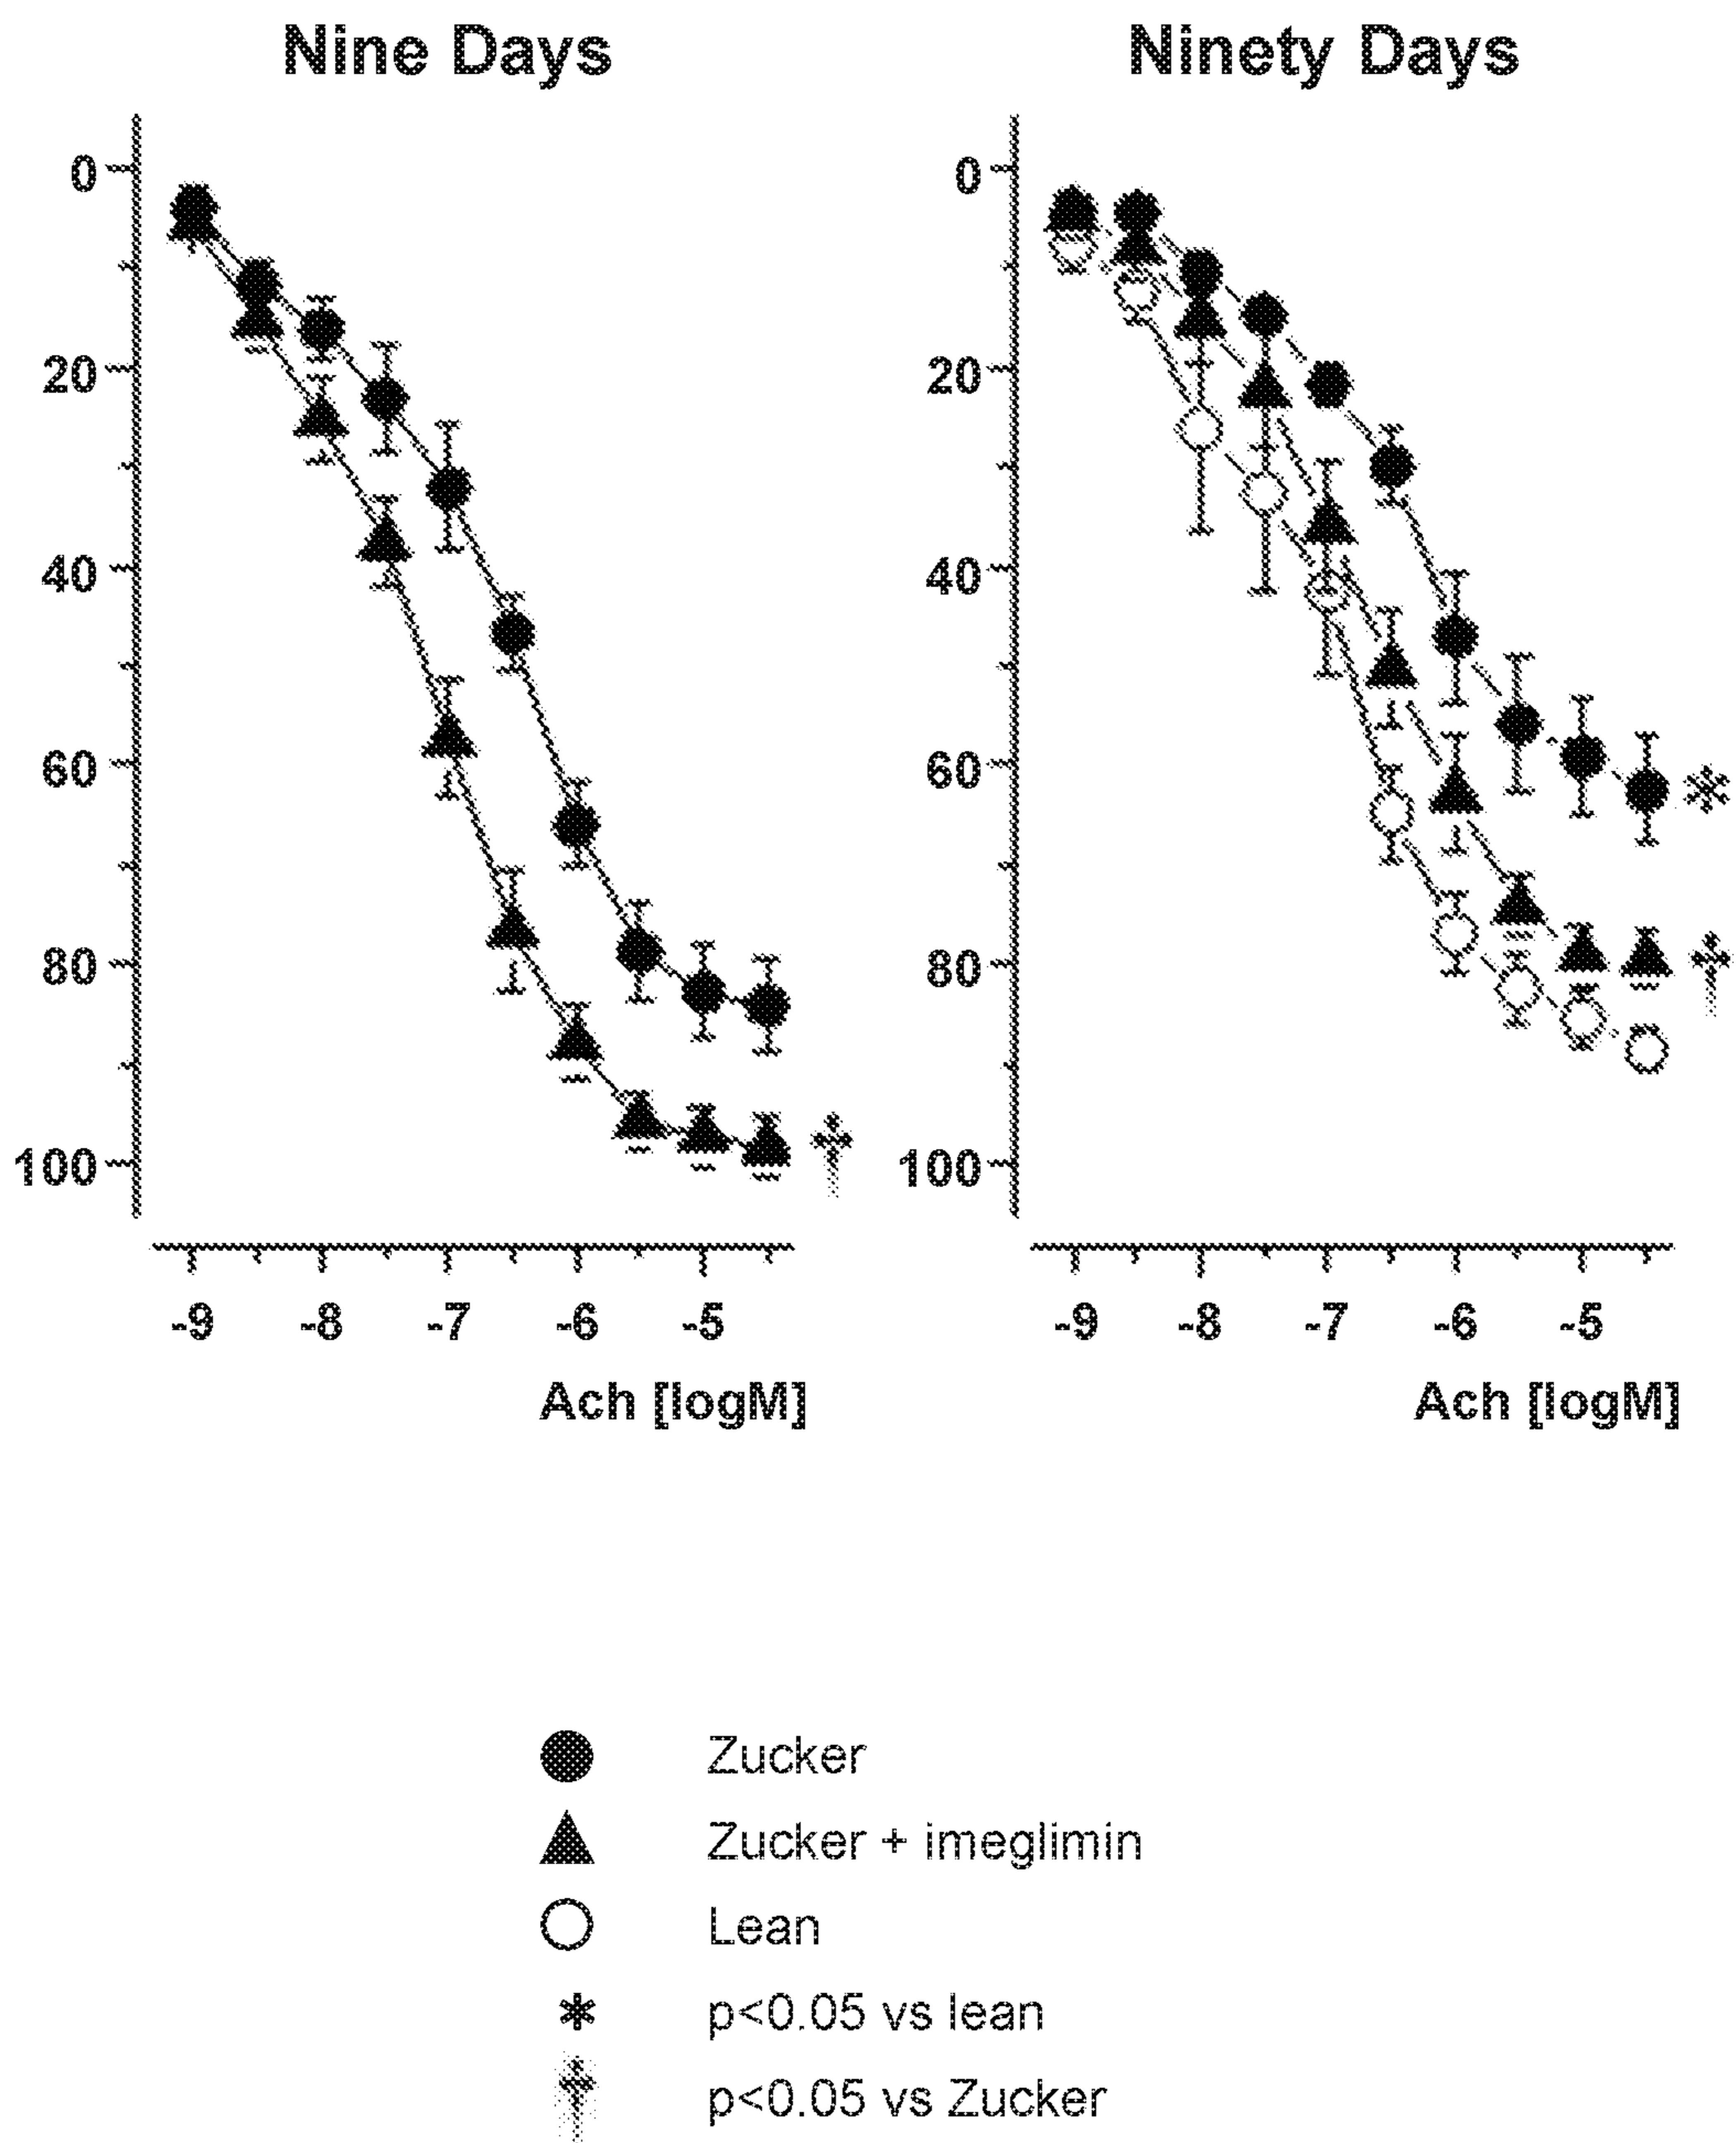 Nine Days
0
20
40
60
80
100
†
-9 -8 -7 -6 -5
Ach [logM]
Ninety Days
0
20
40
60
80
100
*
†
-9 -8 -7 -6 -5
Ach [logM]
Zucker
Zucker + imeglimin
Lean
* p<0.05 vs lean
† p<0.05 vs Zucker